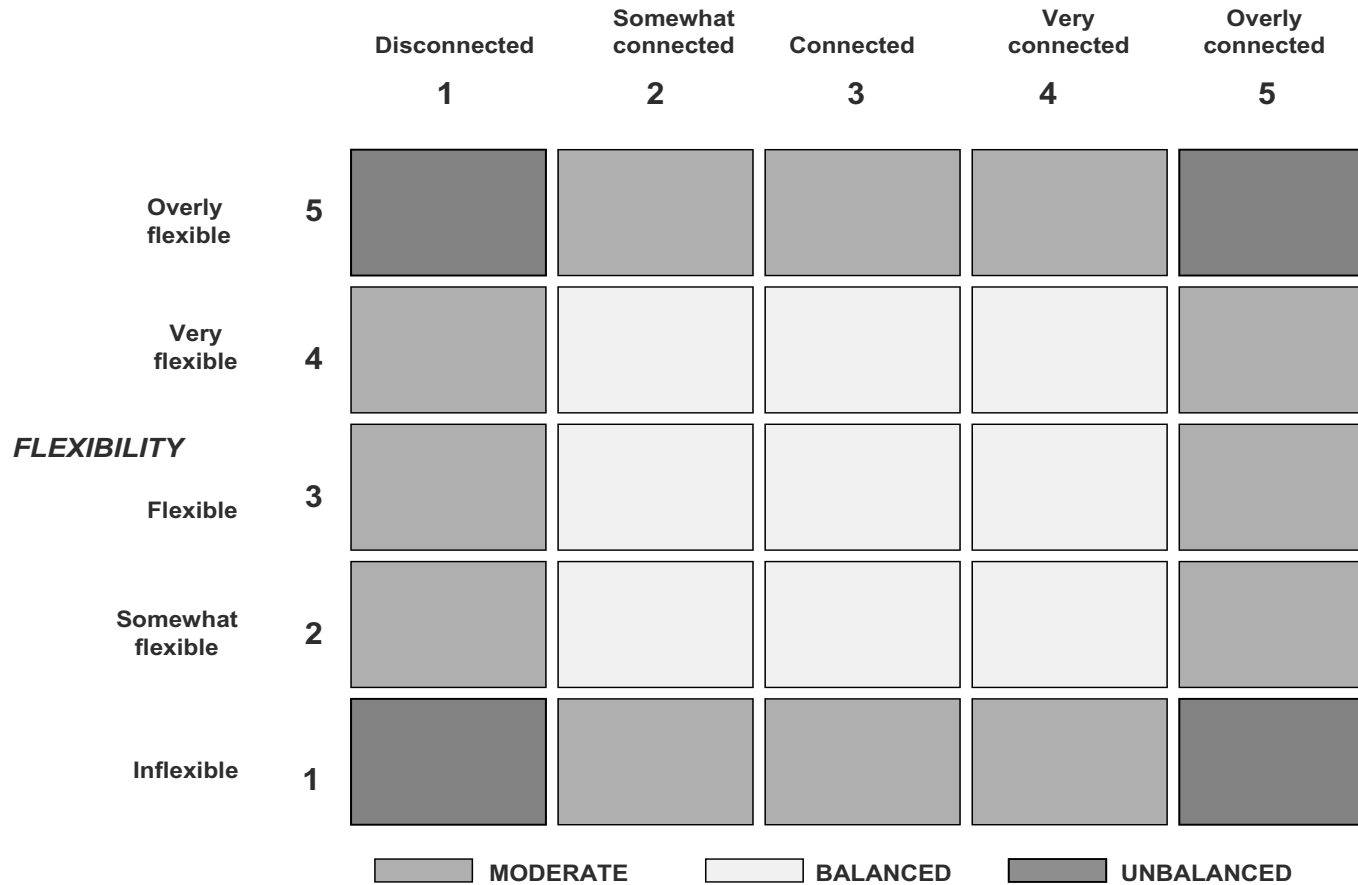 Disconnected
Somewhat
connected
Connected
Very
connected
Overly
connected
1 2 3 4 5
Overly
flexible
5
Very
flexible
4
FLEXIBILITY
Flexible
3
Somewhat
flexible
2
Inflexible
1
MODERATE BALANCED UNBALANCED